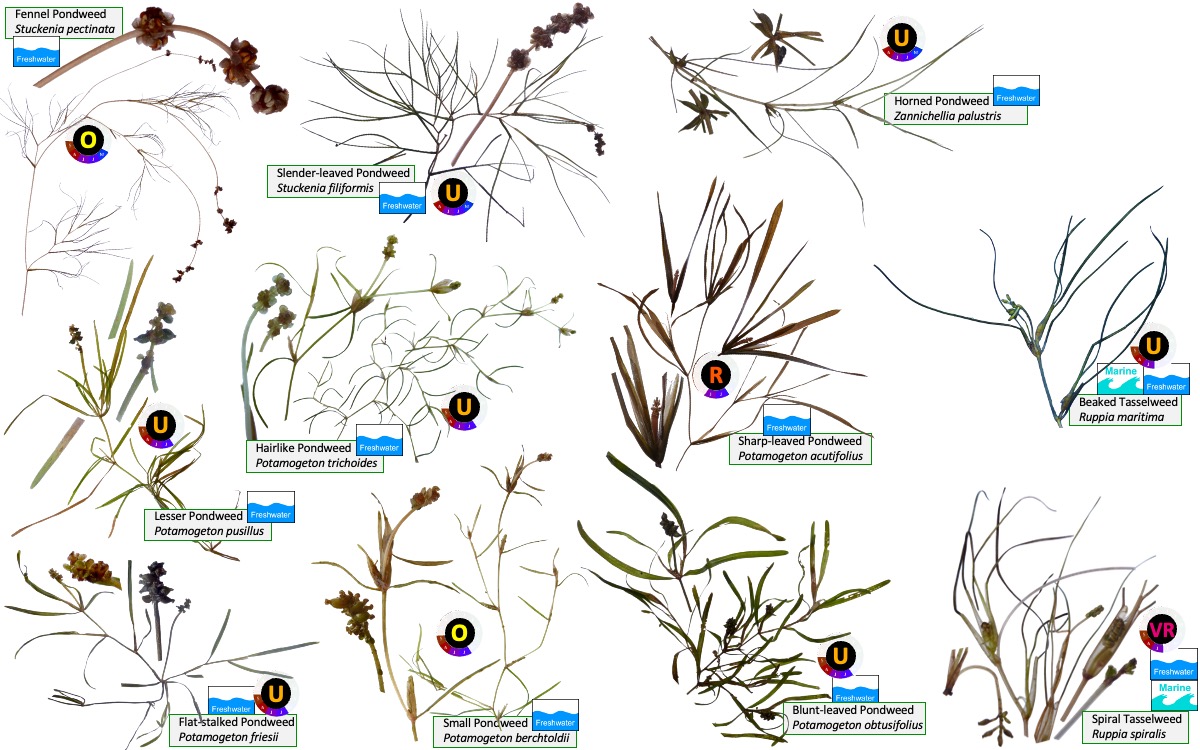 Fennel Pondweed
Stuckenia pectinata
Freshwater
O
Slender-leaved Pondweed
Stuckenia filiformis
Freshwater
U
U
Horned Pondweed
Zannichellia palustris
Freshwater
U
Lesser Pondweed
Potamogeton pusillus
Freshwater
U
Hairlike Pondweed
Potamogeton trichoides
Freshwater
R
Freshwater
Sharp-leaved Pondweed
Potamogeton acutifolius
U
Marine
Freshwater
Beaked Tasselweed
Ruppia maritima
Freshwater
U
Flat-stalked Pondweed
Potamogeton friesii
O
Small Pondweed
Potamogeton berchtoldii
Freshwater
U
Freshwater
Blunt-leaved Pondweed
Potamogeton obtusifolius
VR
Freshwater
Marine
Spiral Tasselweed
Ruppia spiralis